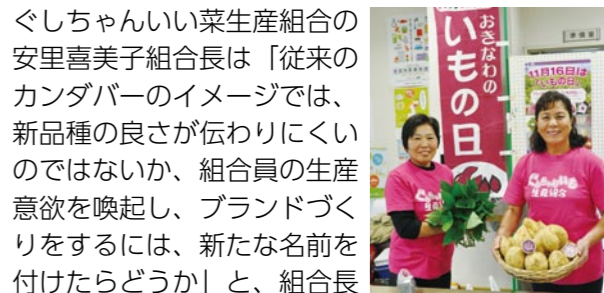 ぐしちゃんいい菜生産組合の
安里喜美子組合長は「従来の
カンダバーのイメージでは、
新品種の良さが伝わりにくい
のではないか、組合員の生産
意欲を喚起し、ブランドづく
りをするには、新たな名前を
付けたらどうか」と、組合長
おきなわの
いもの日
11月16日は
いもの日
生産組合